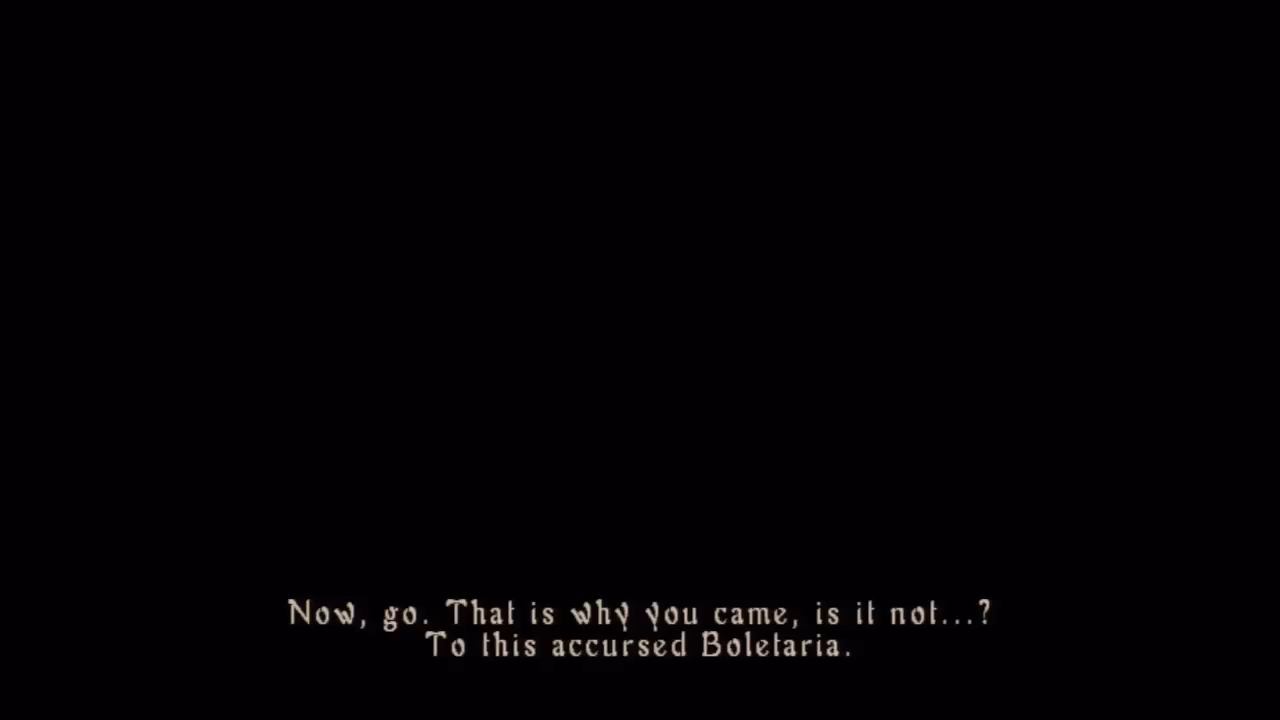 Now, go. That is why you came, is it not...?
To this accursed Boletaria.